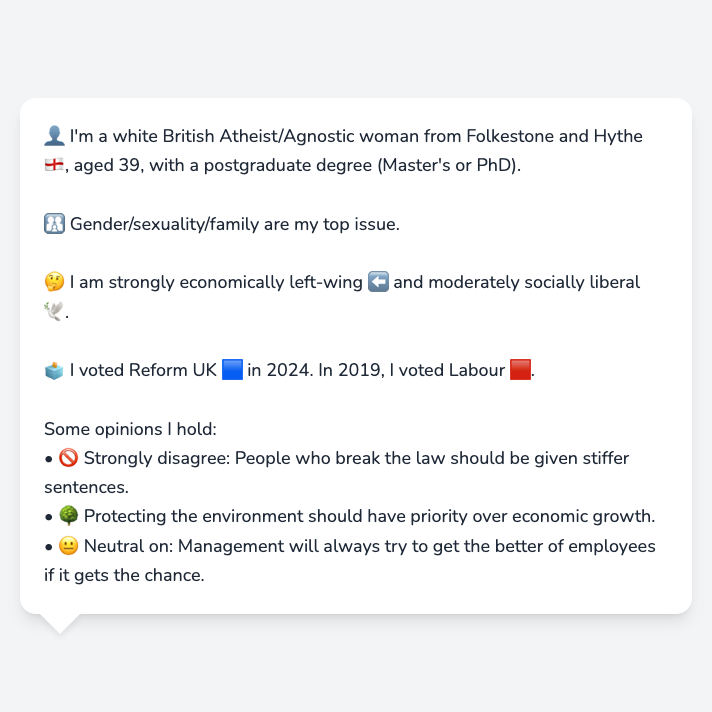 👤 I'm a white British Atheist/Agnostic woman from Folkestone and Hythe
🏴󠁧󠁢󠁥󠁮󠁧󠁿, aged 39, with a postgraduate degree (Master's or PhD).
🚻 Gender/sexuality/family are my top issue.
🤔 I am strongly economically left-wing ⬅️ and moderately socially liberal
🕊️.
🗳️ I voted Reform UK 🟦 in 2024. In 2019, I voted Labour 🟥.
Some opinions I hold:
• 🚫 Strongly disagree: People who break the law should be given stiffer
sentences.
• 🌳 Protecting the environment should have priority over economic growth.
• 😐 Neutral on: Management will always try to get the better of employees
if it gets the chance.